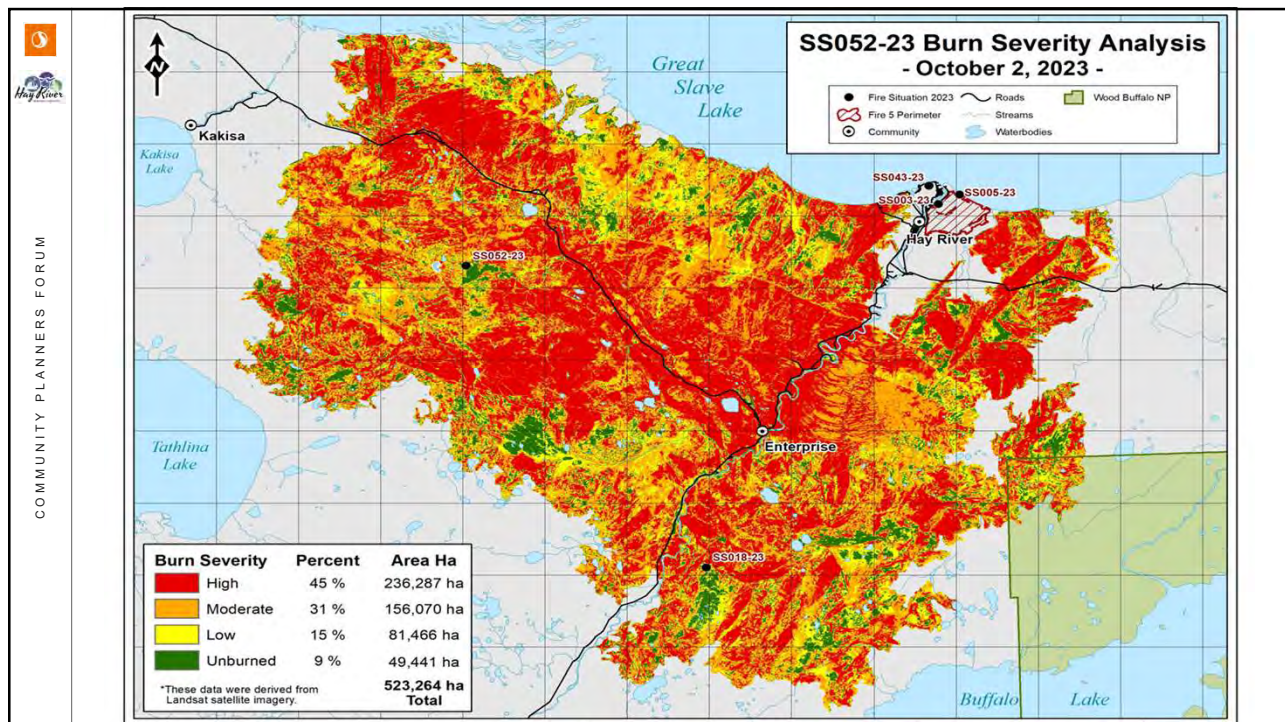 COMMUNITY PLANNERS FORUM
Hay River
N
SS052-23 Burn Severity Analysis
- October 2, 2023 -
Fire Situation 2023
Roads
Wood Buffalo NP
Fire 5 Perimeter
Streams
Community
Waterbodies
Great
Slave
Lake
Kakisa
Kakisa
Lake
SS043-23
SS005-23
SS003-23
Hay River
SS052-23
Enterprise
Tathlina
Lake
SS018-23
Buffalo Lake
Burn Severity Percent Area Ha
High 45 % 236,287 ha
Moderate 31 % 156,070 ha
Low 15 % 81,466 ha
Unburned 9 % 49,441 ha
*These data were derived from
Landsat satellite imagery.
523,264 ha
Total